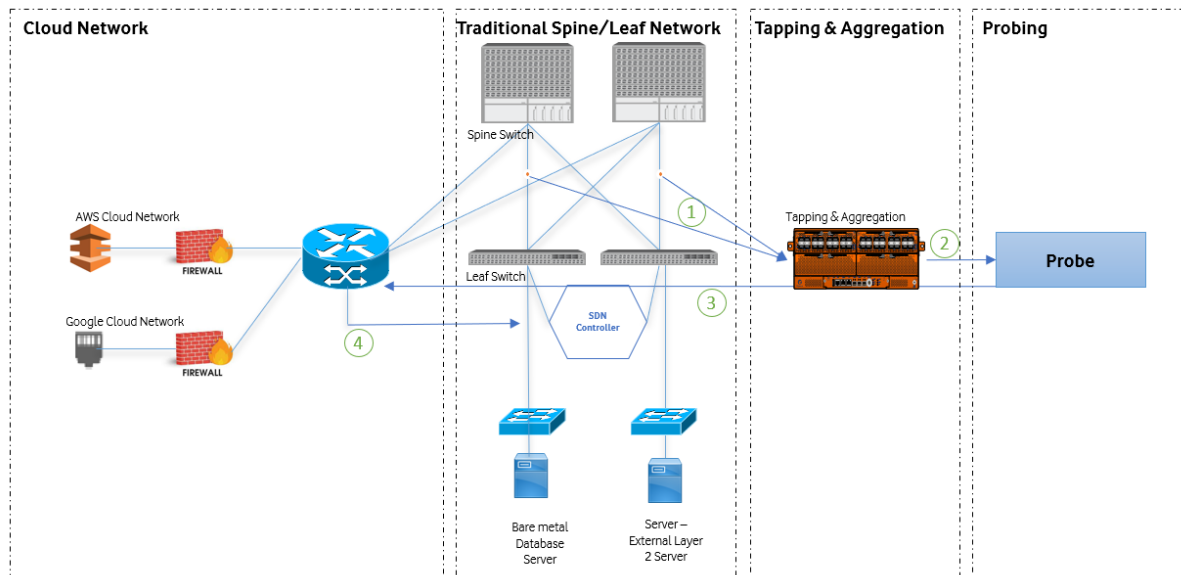 Cloud Network
Traditional Spine/Leaf Network
Tapping & Aggregation
Probing
Spine Switch
1
AWS Cloud Network
FIREWALL
Tapping & Aggregation
2
Probe
Leaf Switch
3
Google Cloud Network
FIREWALL
4
SDN
Controller
Bare metal
Database
Server
Server –
External Layer
2 Server